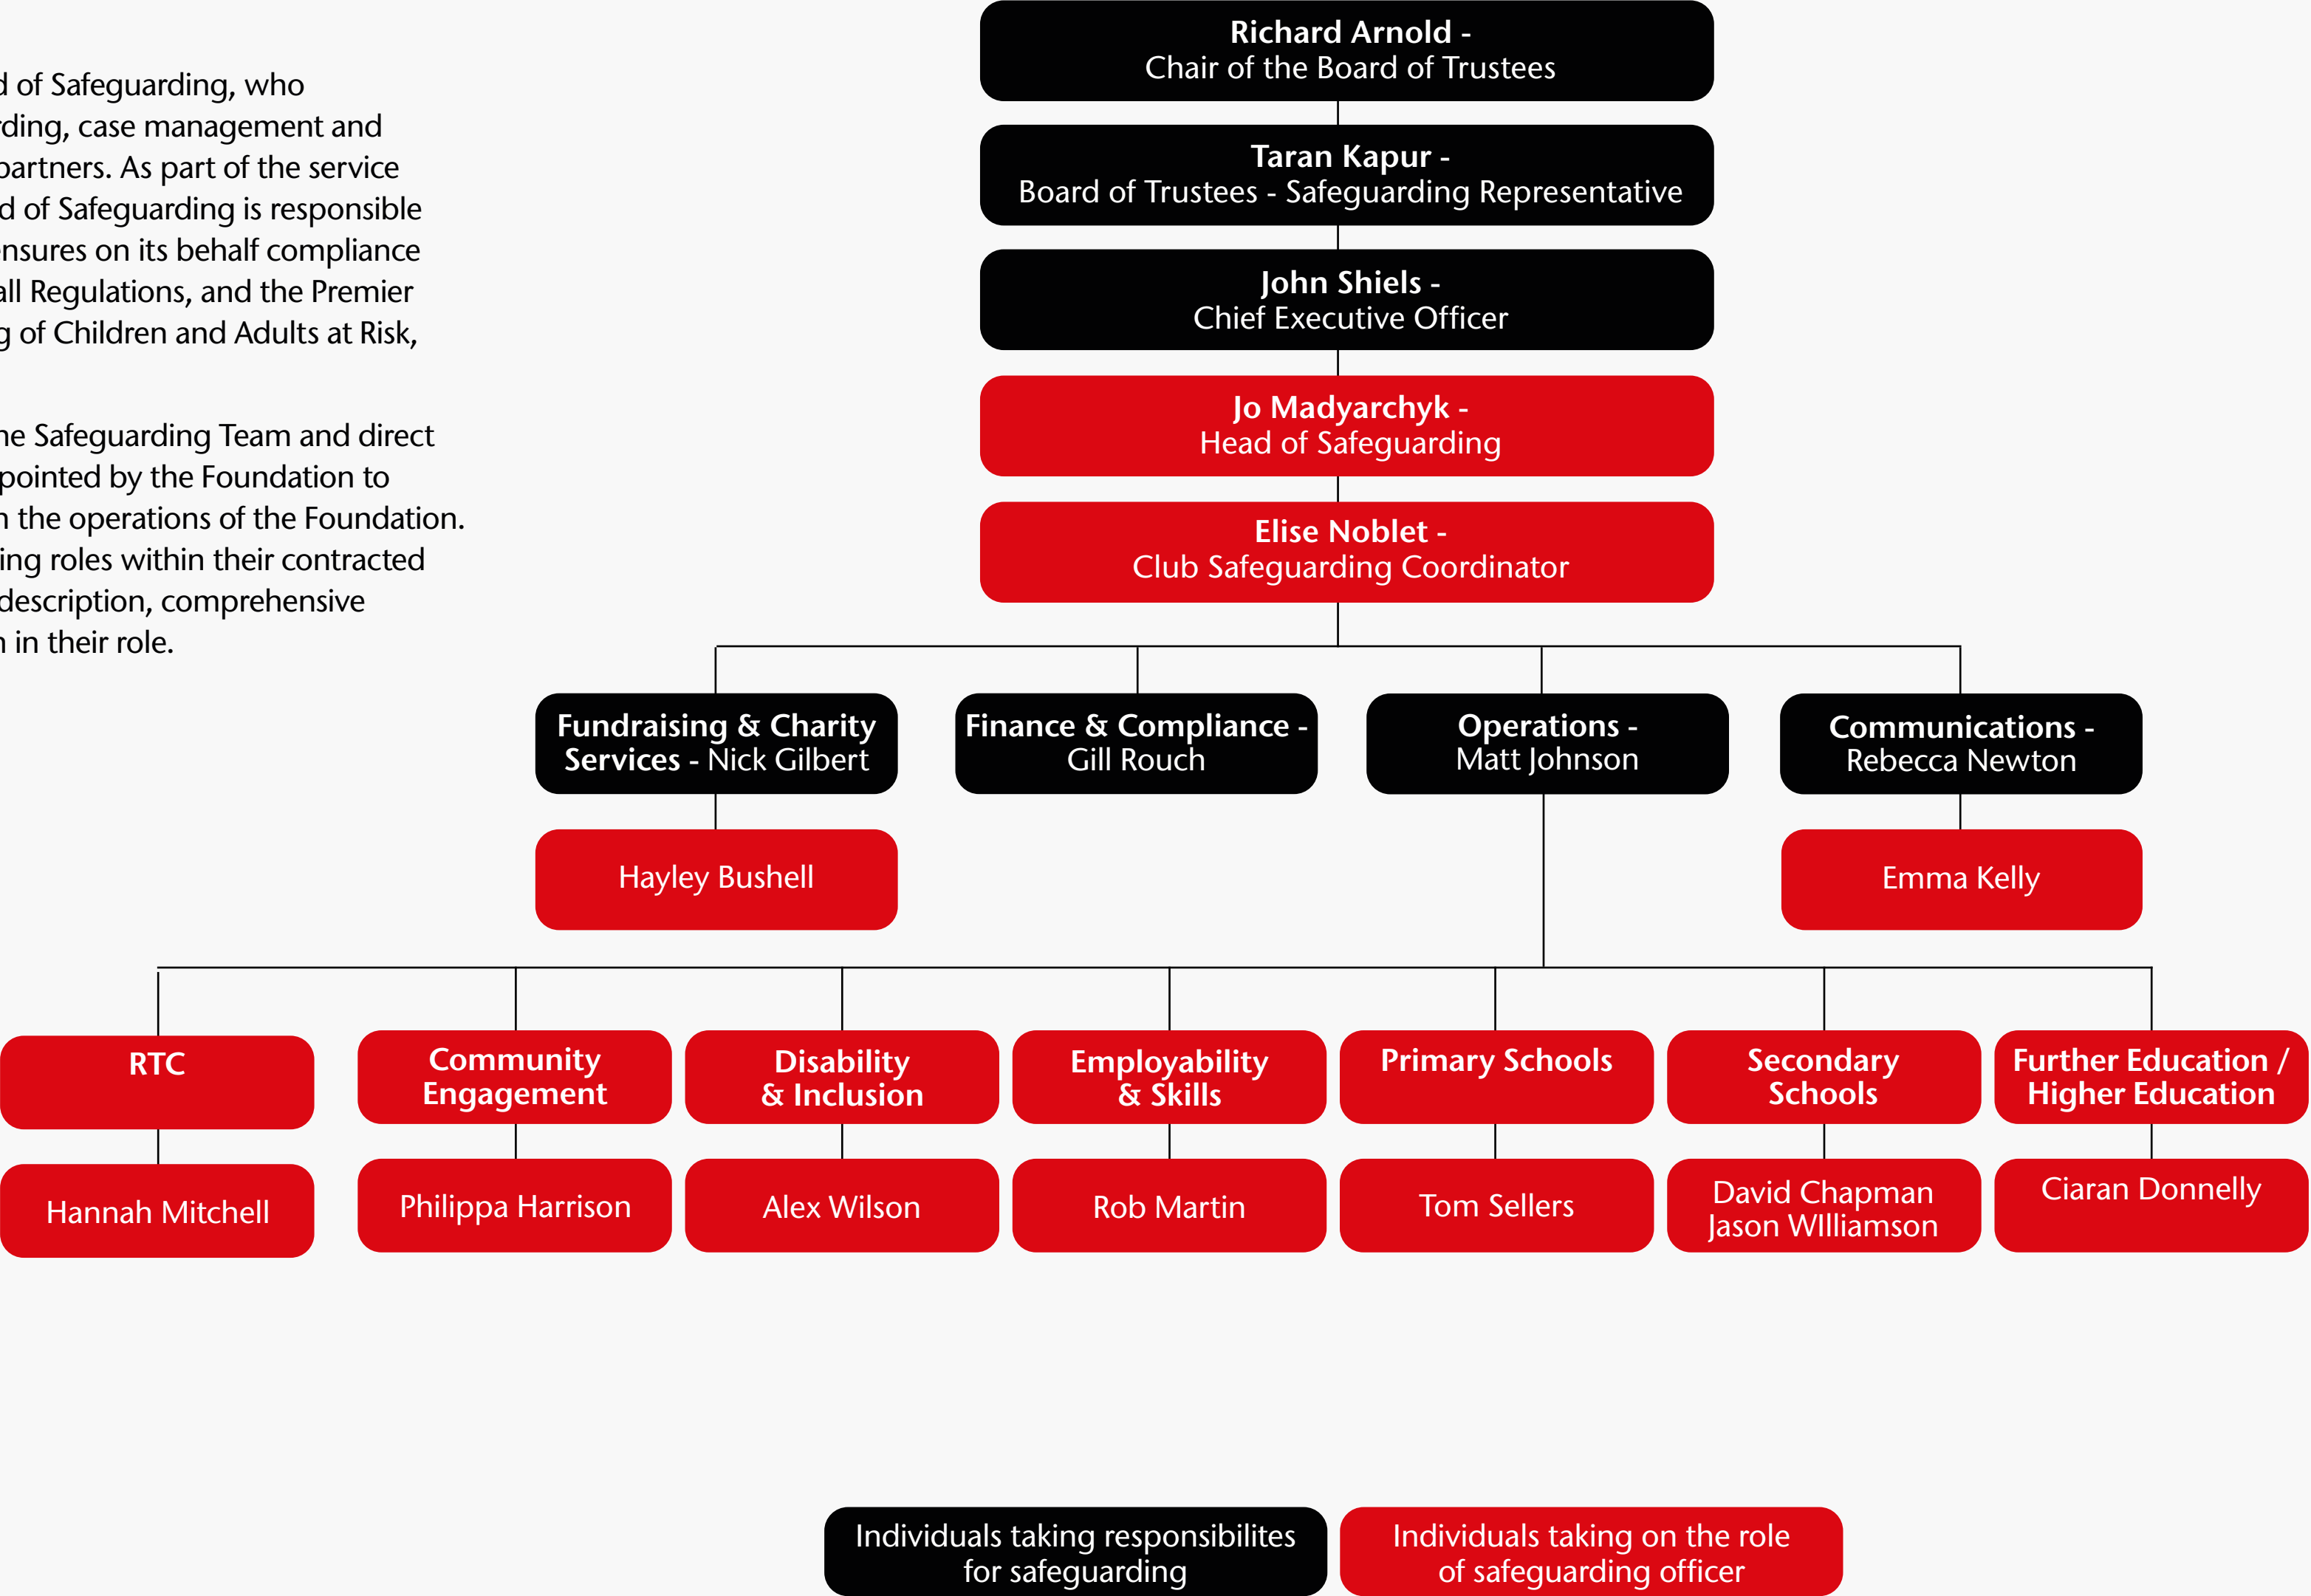 d of Safeguarding, who
rding, case management and
partners. As part of the service
d of Safeguarding is responsible
ensures on its behalf compliance
all Regulations, and the Premier
g of Children and Adults at Risk,
he Safeguarding Team and direct
pointed by the Foundation to
n the operations of the Foundation.
ing roles within their contracted
description, comprehensive
n in their role.
Richard Arnold -
Chair of the Board of Trustees
Taran Kapur -
Board of Trustees - Safeguarding Representative
John Shiels -
Chief Executive Officer
Jo Madyarchyk -
Head of Safeguarding
Elise Noblet -
Club Safeguarding Coordinator
Fundraising & Charity
Services - Nick Gilbert
Finance & Compliance -
Gill Rouch
Operations -
Matt Johnson
Communications -
Rebecca Newton
Hayley Bushell
Emma Kelly
RTC
Community
Engagement
Disability
& Inclusion
Employability
& Skills
Primary Schools
Secondary
Schools
Further Education /
Higher Education
Hannah Mitchell
Philippa Harrison
Alex Wilson
Rob Martin
Tom Sellers
David Chapman
Jason WIlliamson
Ciaran Donnelly
Individuals taking responsibilites
for safeguarding
Individuals taking on the role
of safeguarding officer